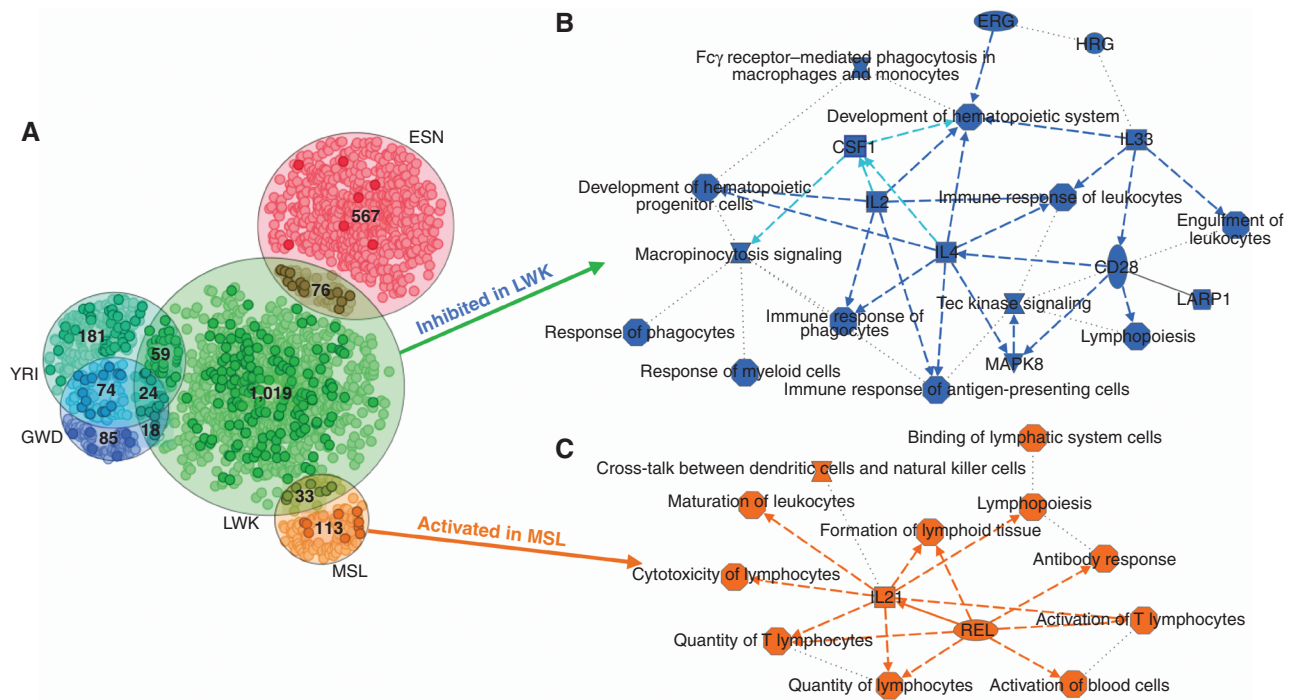 A
ESN
567
76
181
59
YRI
74
24
1,019
GWD
85
18
LWK
33
113
MSL
Inhibited in LWK
Activated in MSL
B
ERG
HRG
Fcγ receptor–mediated phagocytosis in
macrophages and monocytes
Development of hematopoietic system
CSF1
IL33
Development of hematopoietic
progenitor cells
IL2
Immune response of leukocytes
Engulfment of
leukocytes
Macropinocytosis signaling
IL4
CD28
Tec kinase signaling
LARP1
Response of phagocytes
Immune response of
phagocytes
Lymphopoiesis
MAPK8
Response of myeloid cells
Immune response of antigen-presenting cells
C
Binding of lymphatic system cells
Cross-talk between dendritic cells and natural killer cells
Maturation of leukocytes
Lymphopoiesis
Formation of lymphoid tissue
Antibody response
Cytotoxicity of lymphocytes
IL21
REL
Activation of T lymphocytes
Quantity of T lymphocytes
Quantity of lymphocytes
Activation of blood cells